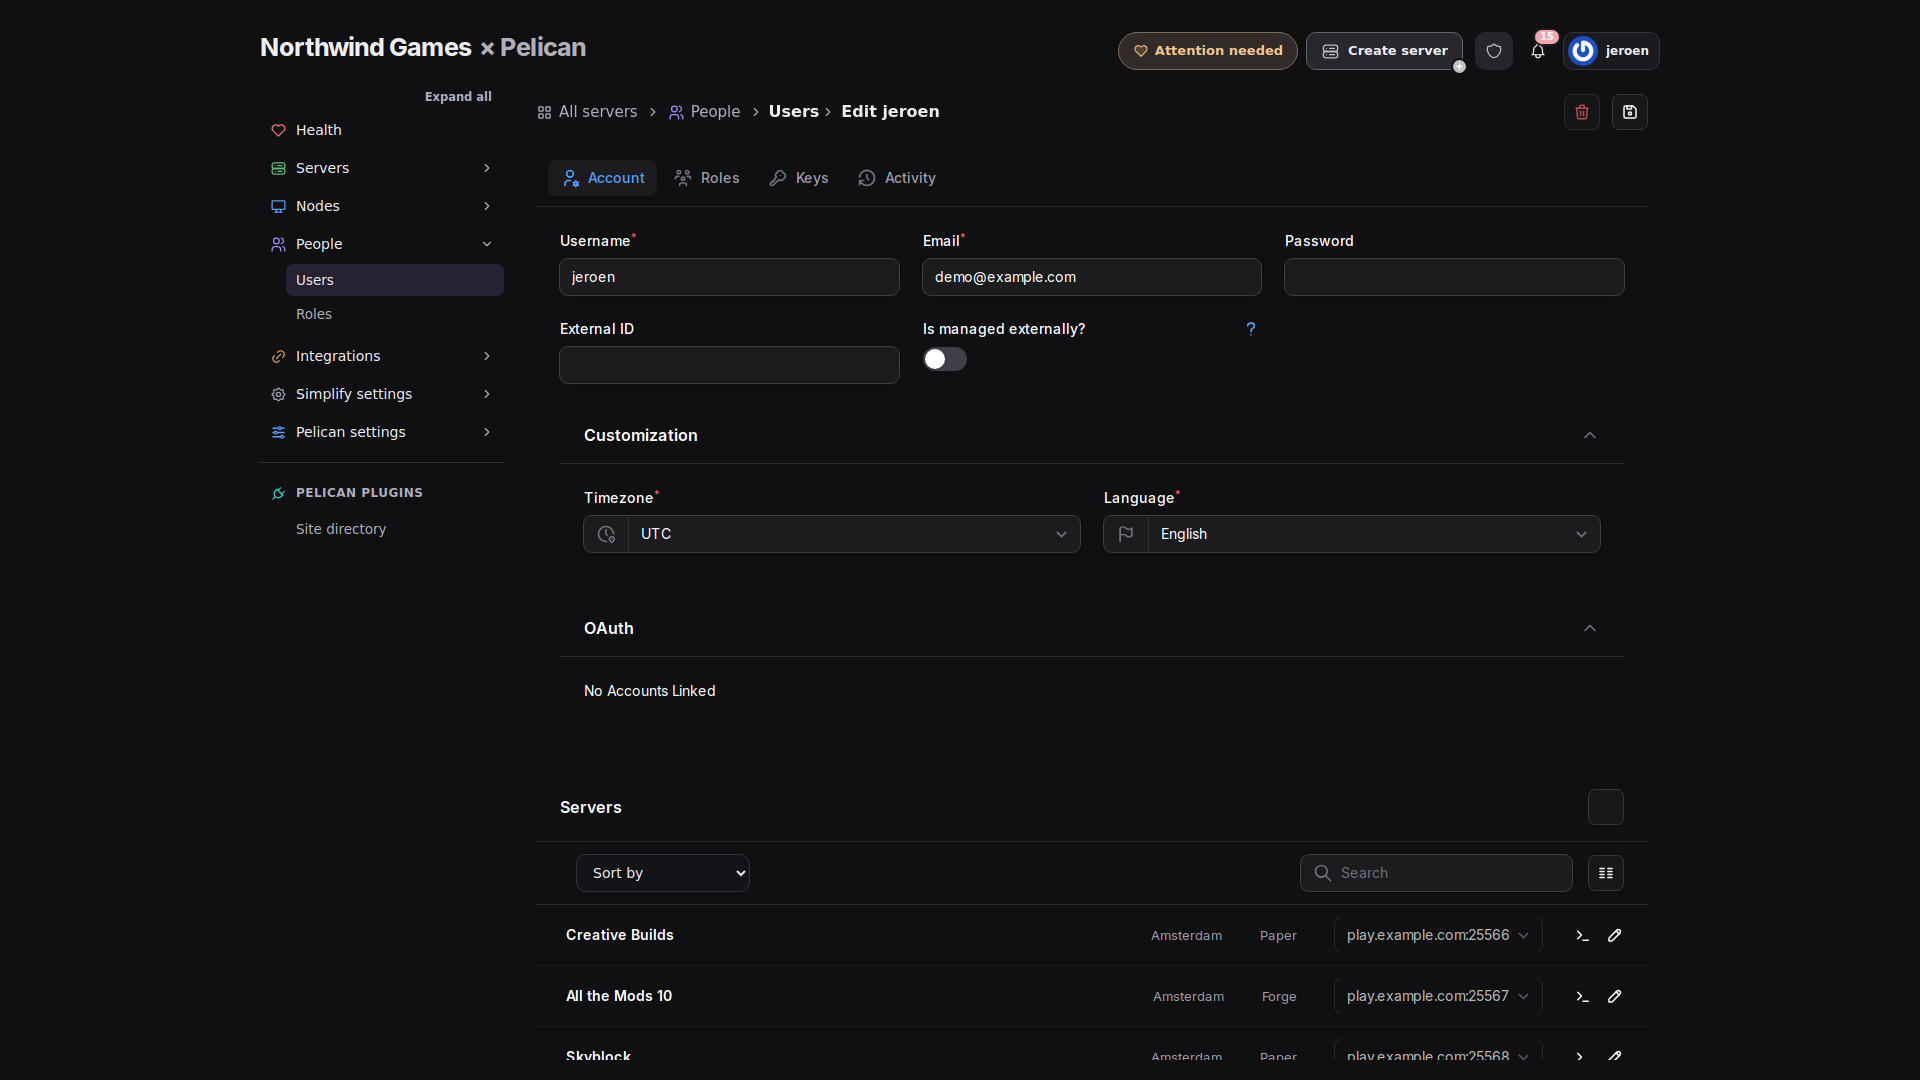 Northwind Games × Pelican
Attention needed
Create server
15
jeroen
Expand all
Health
Servers
Nodes
People
Users
Roles
Integrations
Simplify settings
Pelican settings
PELICAN PLUGINS
Site directory
All servers > People > Users > Edit jeroen
Account Roles Keys Activity
Username* Email* Password
jeroen demo@example.com
External ID Is managed externally? ?
Customization
Timezone* Language*
UTC English
OAuth
No Accounts Linked
Servers
Sort by Search
Creative Builds Amsterdam Paper play.example.com:25566
All the Mods 10 Amsterdam Forge play.example.com:25567
Skyblock Amsterdam Paper play.example.com:25568